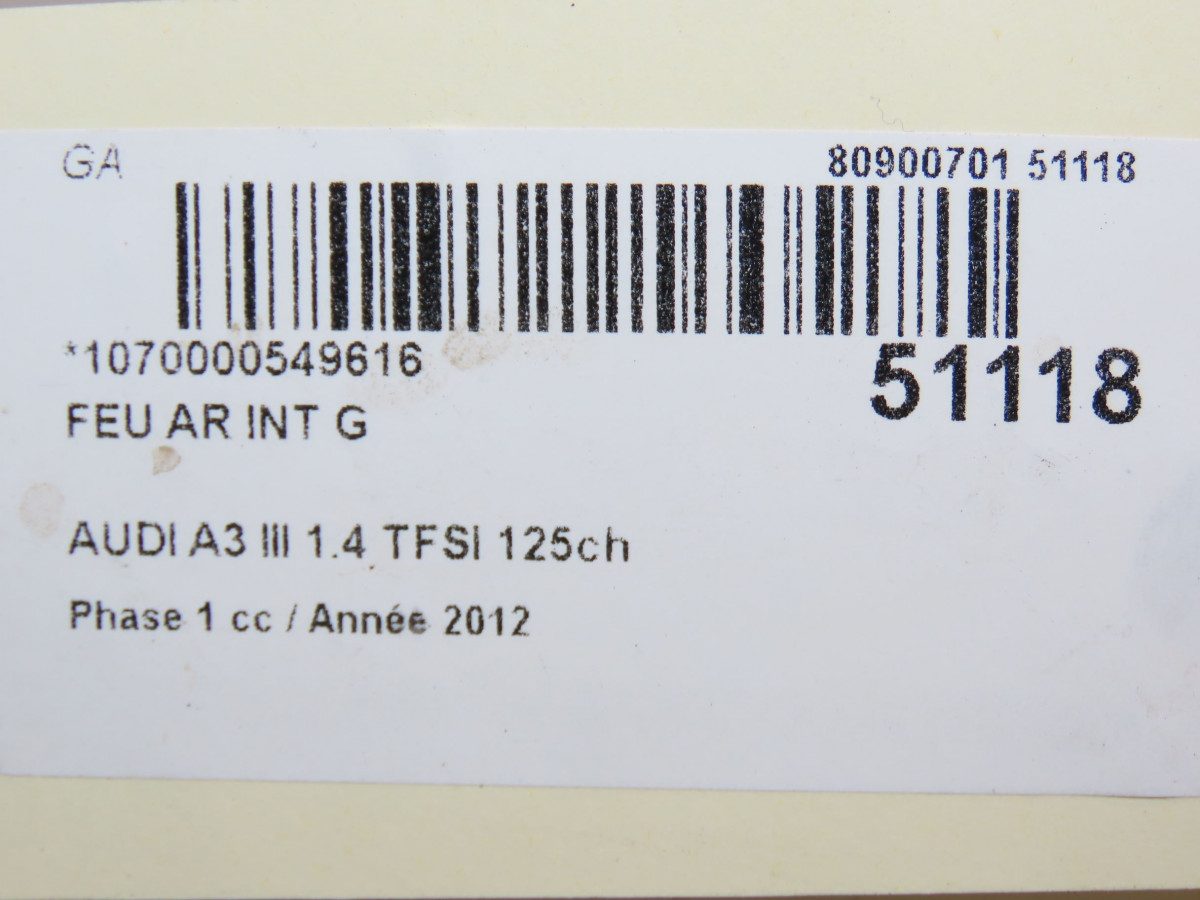 GA
80900701 51118
*1070000549616
51118
FEU AR INT G
AUDI A3 III 1.4 TFSI 125ch
Phase 1 cc / Année 2012